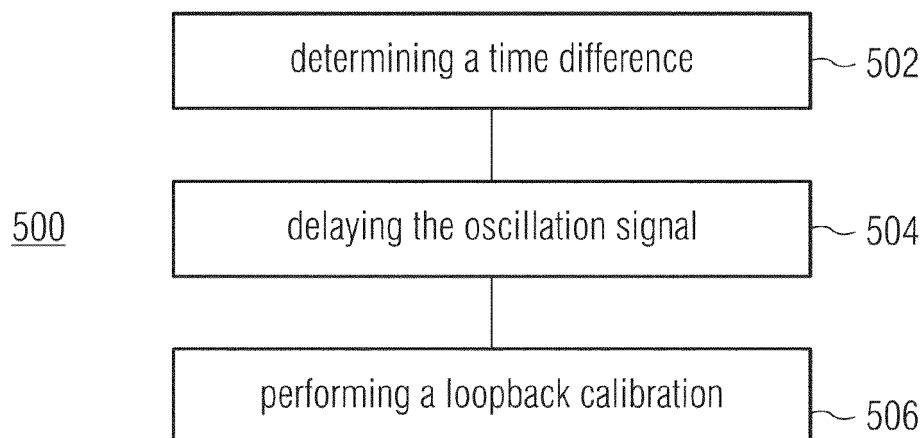 determining a time difference
502
500
delaying the oscillation signal
504
performing a loopback calibration
506